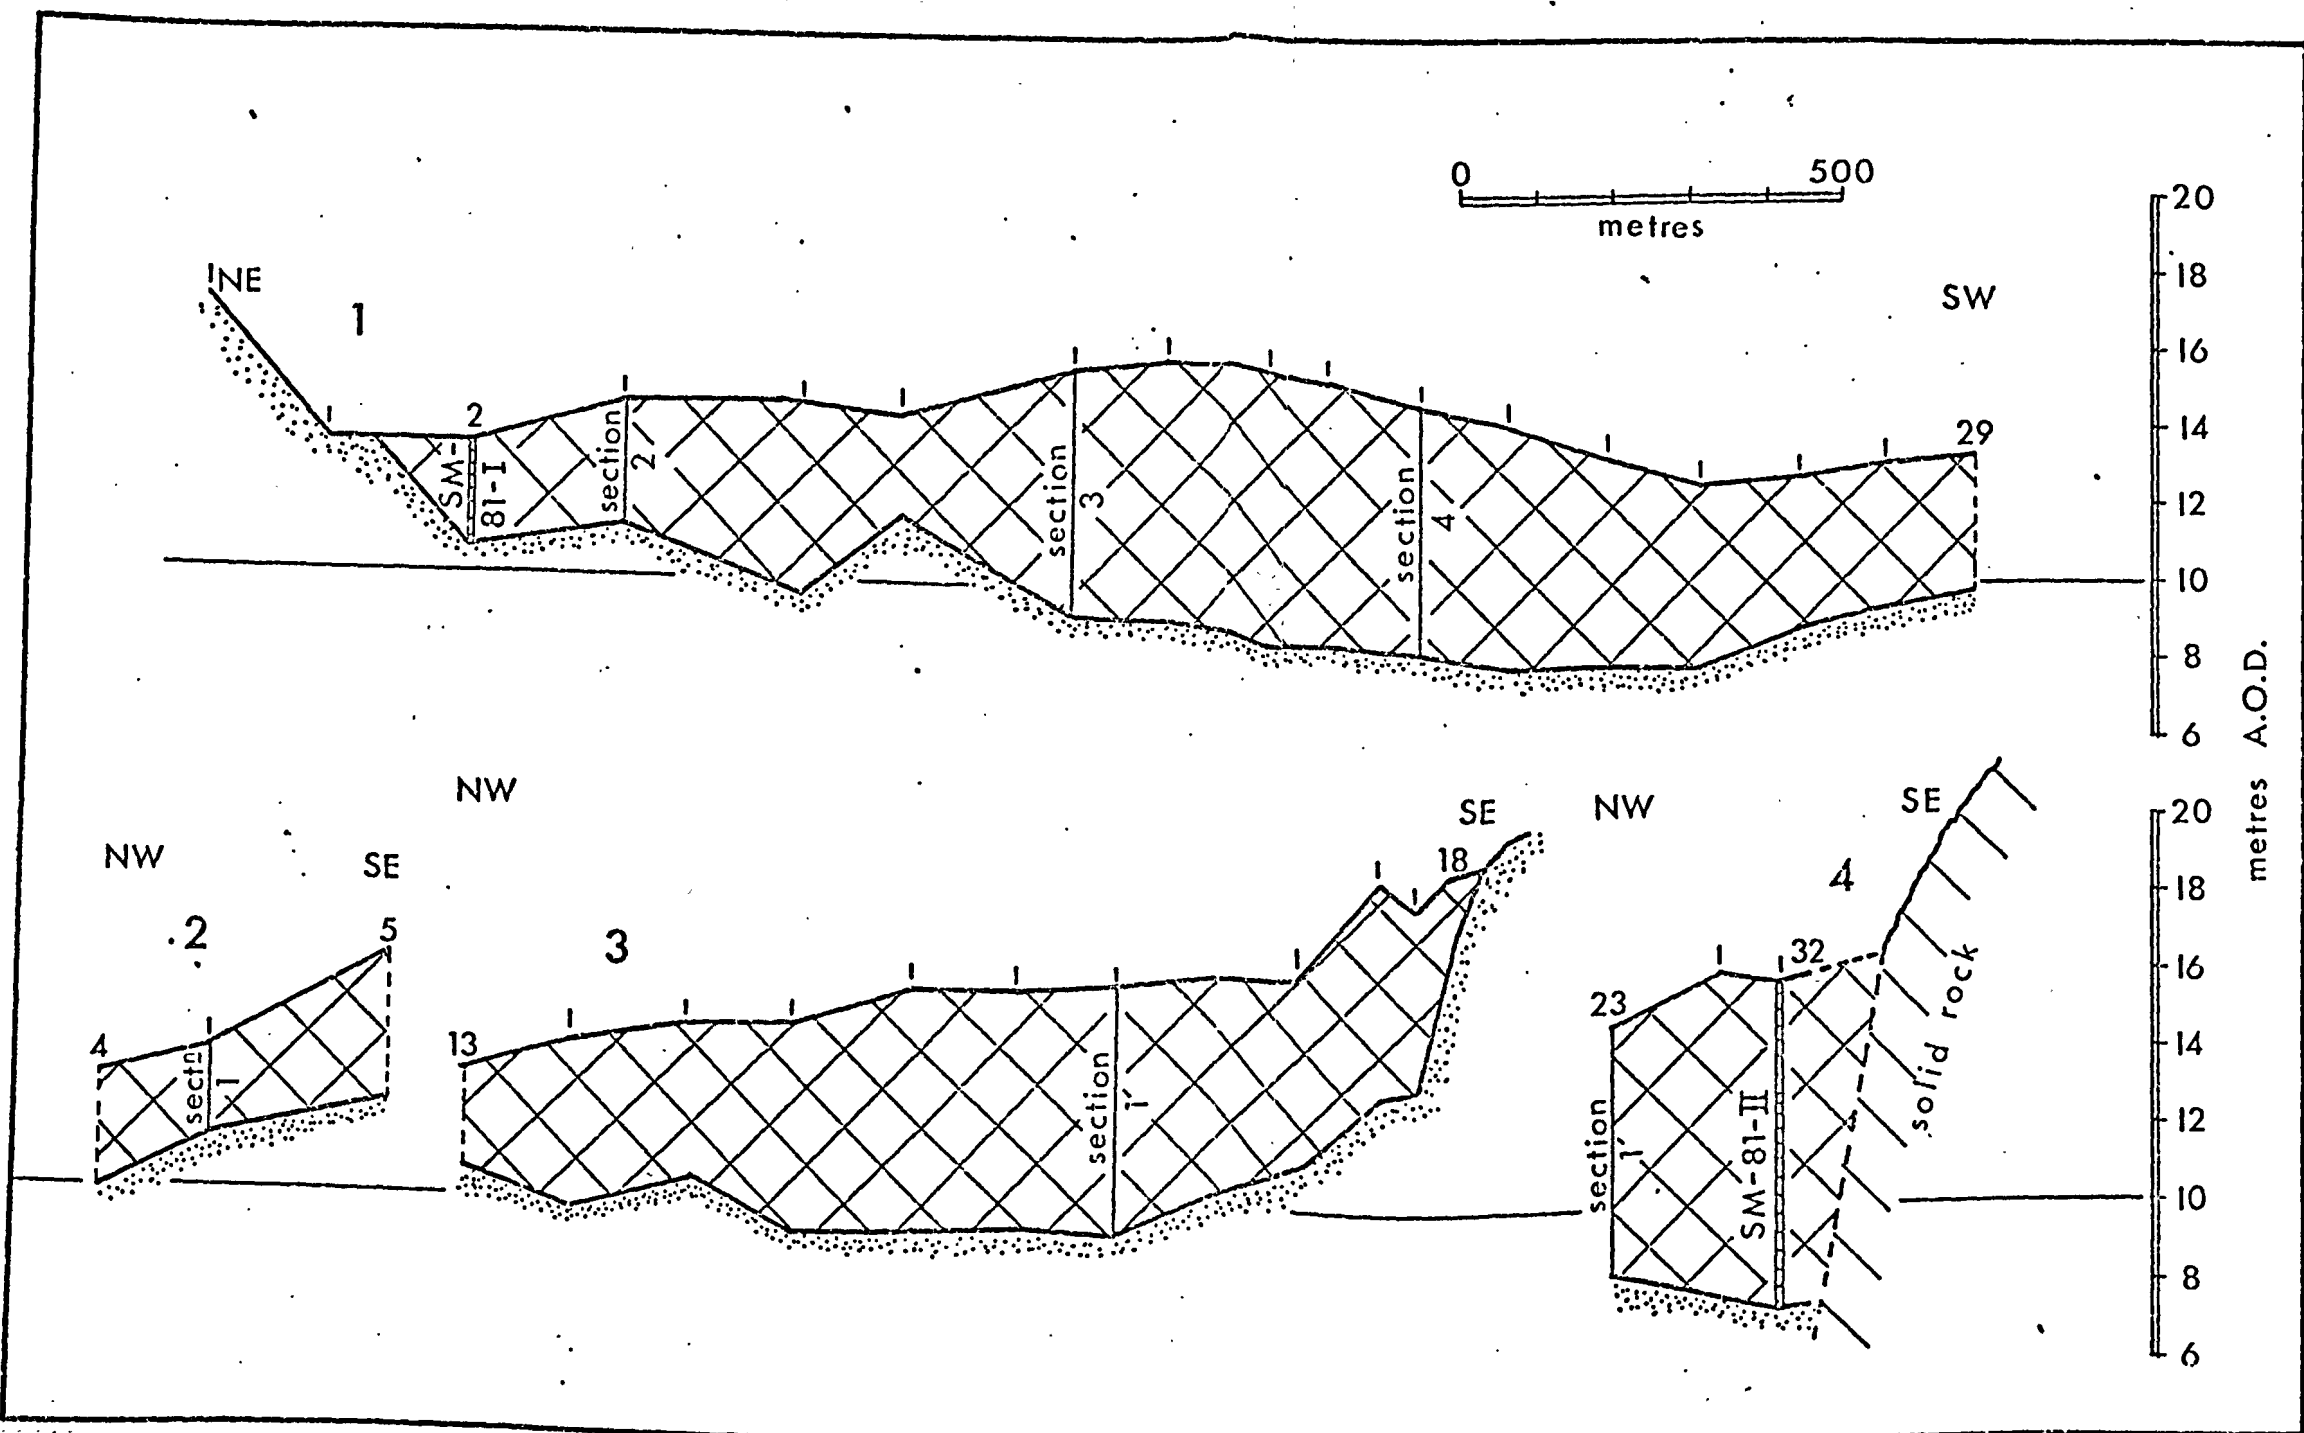 0 500
metres
NE
1
SW
2
SM-
81-I
section
2
section
3
section
4
29
20
18
16
14
12
10
8
6
metres A.O.D.
NW
SE
2
4
5
sectn
1
NW
SE
3
13
18
section
1'
NW
SE
4
23
32
section
1'
SM-81-II
solid rock
20
18
16
14
12
10
8
6